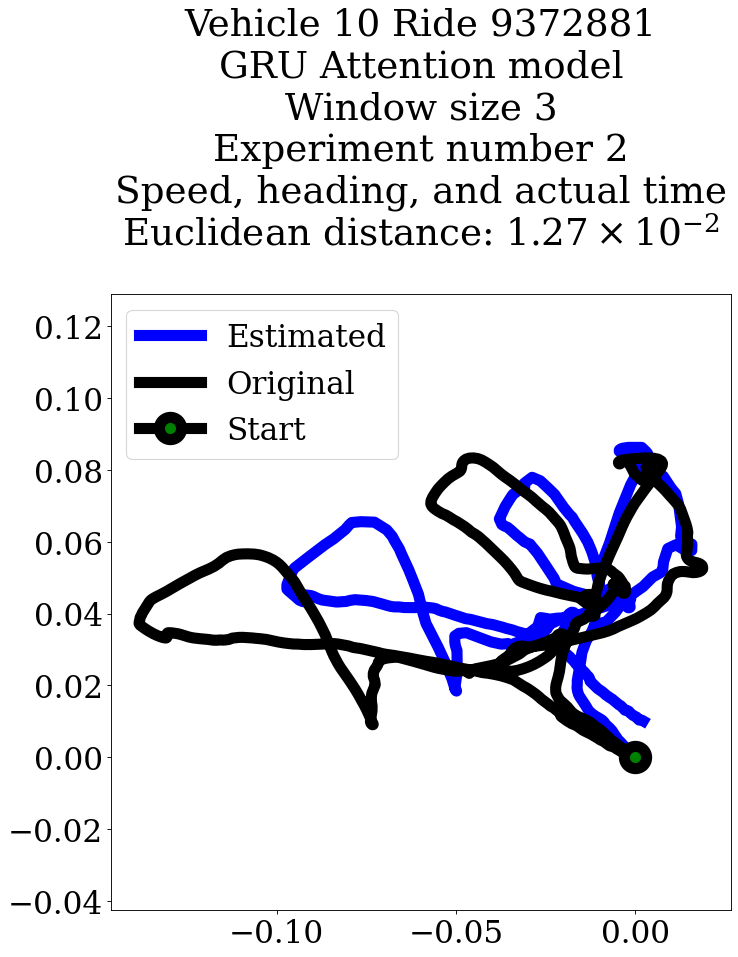 Vehicle 10 Ride 9372881
GRU Attention model
Window size 3
Experiment number 2
Speed, heading, and actual time
Euclidean distance: 1.27 × 10⁻²
Estimated
Original
Start
0.12
0.10
0.08
0.06
0.04
0.02
0.00
−0.02
−0.04
−0.10
−0.05
0.00